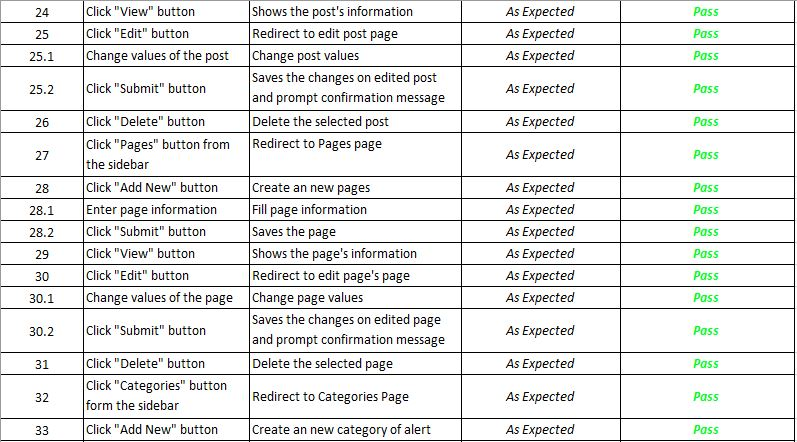 24 Click "View" button Shows the post's information As Expected Pass
25 Click "Edit" button Redirect to edit post page As Expected Pass
25.1 Change values of the post Change post values As Expected Pass
25.2 Click "Submit" button Saves the changes on edited post
and prompt confirmation message As Expected Pass
26 Click "Delete" button Delete the selected post As Expected Pass
27 Click "Pages" button from
the sidebar Redirect to Pages page As Expected Pass
28 Click "Add New" button Create an new pages As Expected Pass
28.1 Enter page information Fill page information As Expected Pass
28.2 Click "Submit" button Saves the page As Expected Pass
29 Click "View" button Shows the page's information As Expected Pass
30 Click "Edit" button Redirect to edit page's page As Expected Pass
30.1 Change values of the page Change page values As Expected Pass
30.2 Click "Submit" button Saves the changes on edited page
and prompt confirmation message As Expected Pass
31 Click "Delete" button Delete the selected page As Expected Pass
32 Click "Categories" button
form the sidebar Redirect to Categories Page As Expected Pass
33 Click "Add New" button Create an new category of alert As Expected Pass